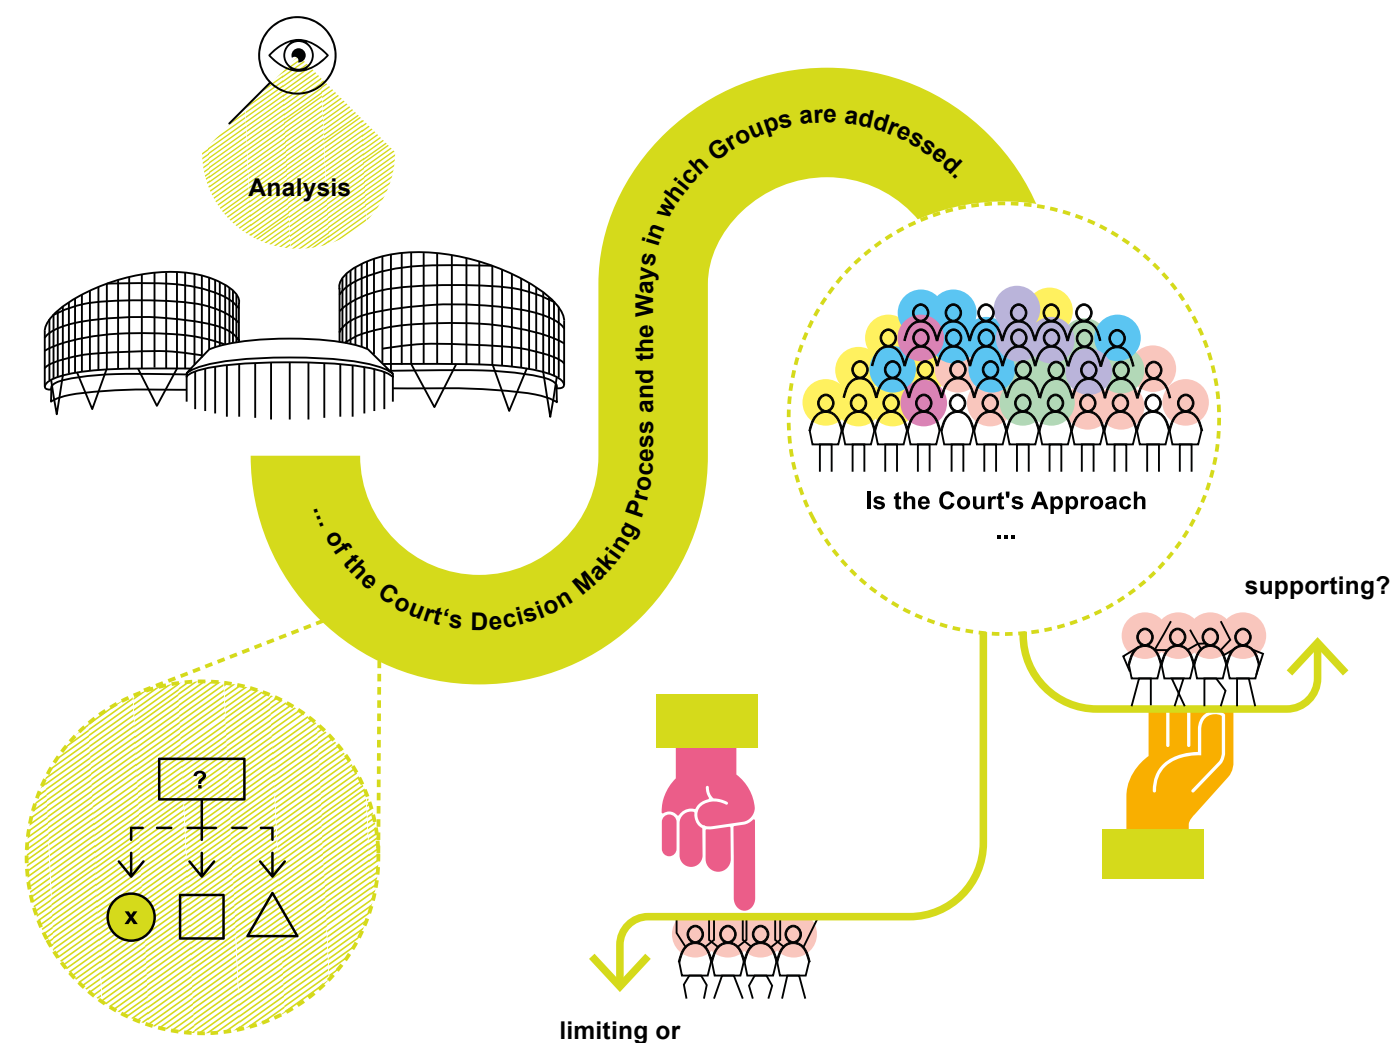 Analysis
... of the Court‘s Decision Making Process and the Ways in which Groups are addressed.
Is the Court's Approach
...
supporting?
?
x
limiting or